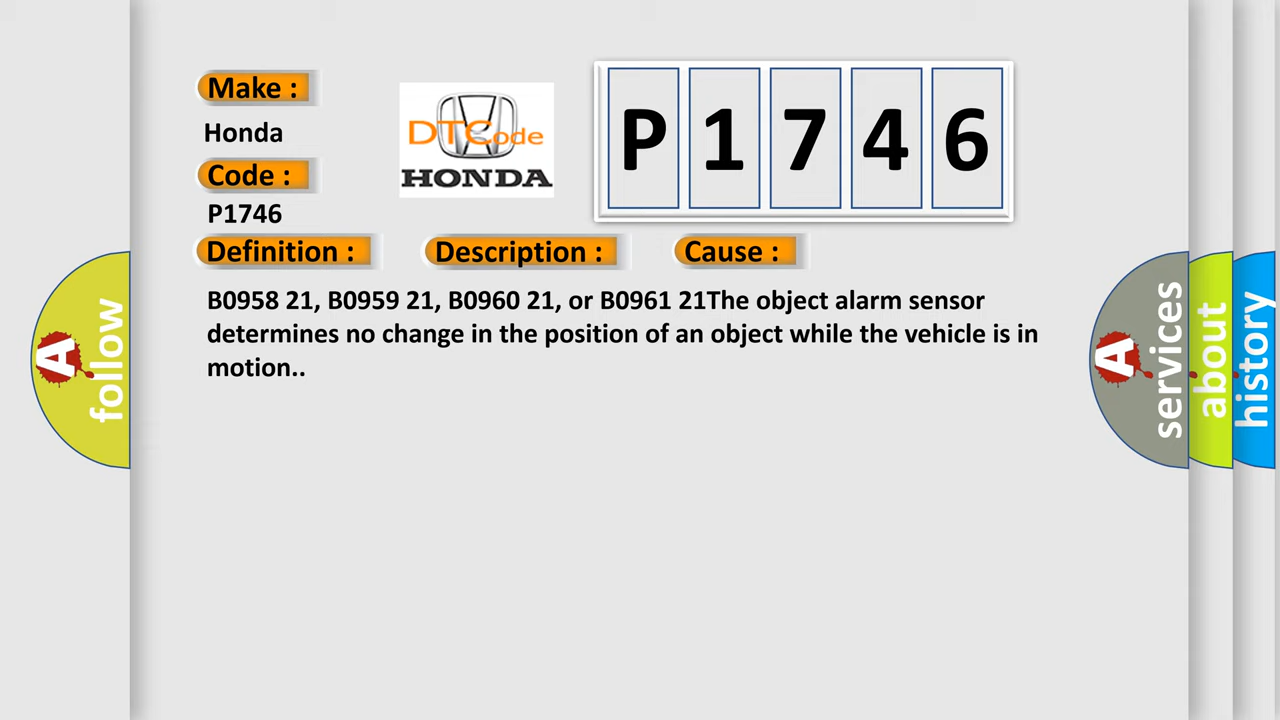 Make :
Honda
Code :
P1746
DTCode
HONDA
P 1 7 4 6
Definition :
Description :
Cause :
B0958 21, B0959 21, B0960 21, or B0961 21The object alarm sensor
determines no change in the position of an object while the vehicle is in
motion..
A follow
A services
about
history